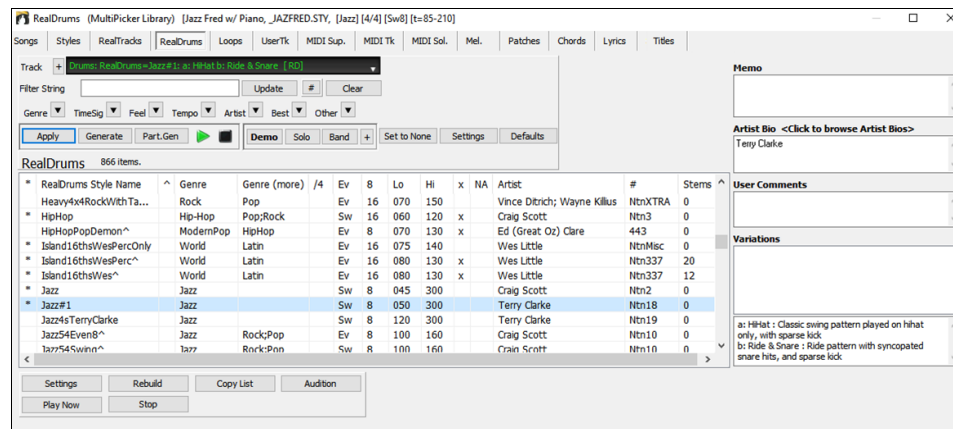 RealDrums (MultiPicker Library) [Jazz Fred w/ Piano, _JAZFRED.STY, [Jazz] [4/4] [Sw8] [t=85-210]
Songs Styles RealTracks RealDrums Loops UserTk MIDI Sup. MIDI Tk MIDI Sol. Mel. Patches Chords Lyrics Titles
Track + Drums: RealDrums=Jazz#1: a: HiHat b: Ride & Snare [RD]
Filter String Update # Clear
Genre TimeSig Feel Tempo Artist Best Other
Apply Generate Part.Gen Demo Solo Band + Set to None Settings Defaults
RealDrums 866 items.
* RealDrums Style Name ^ Genre Genre (more) /4 Ev 8 Lo Hi x NA Artist # Stems
Heavy4x4RockWithTa... Rock Pop Ev 16 070 150 Vince Ditrich; Wayne Killius NtnXTRA 0
* HipHop Hip-Hop Pop;Rock Sw 16 060 120 x Craig Scott Ntn3 0
HipHopPopDemon^ ModernPop HipHop Ev 8 070 130 x Ed (Great Oz) Clare 443 0
* Island16thsWesPercOnly World Latin Ev 16 075 140 Wes Little NtnMisc 0
* Island16thsWesPerc^ World Latin Ev 16 080 130 x Wes Little Ntn337 20
* Island16thsWes^ World Latin Ev 16 080 130 x Wes Little Ntn337 12
* Jazz Jazz Sw 8 045 300 Craig Scott Ntn2 0
* Jazz#1 Jazz Sw 8 050 300 Terry Clarke Ntn18 0
Jazz4sTerryClarke Jazz Sw 8 120 300 Terry Clarke Ntn19 0
Jazz54Even8^ Jazz Rock;Pop Ev 8 100 160 Craig Scott Ntn10 0
Jazz54Swing^ Jazz Rock;Pop Sw 8 100 160 Craig Scott Ntn10 0
Settings Rebuild Copy List Audition
Play Now Stop
Memo
Artist Bio <Click to browse Artist Bios>
Terry Clarke
User Comments
Variations
a: HiHat : Classic swing pattern played on hihat
only, with sparse kick
b: Ride & Snare : Ride pattern with syncopated
snare hits, and sparse kick